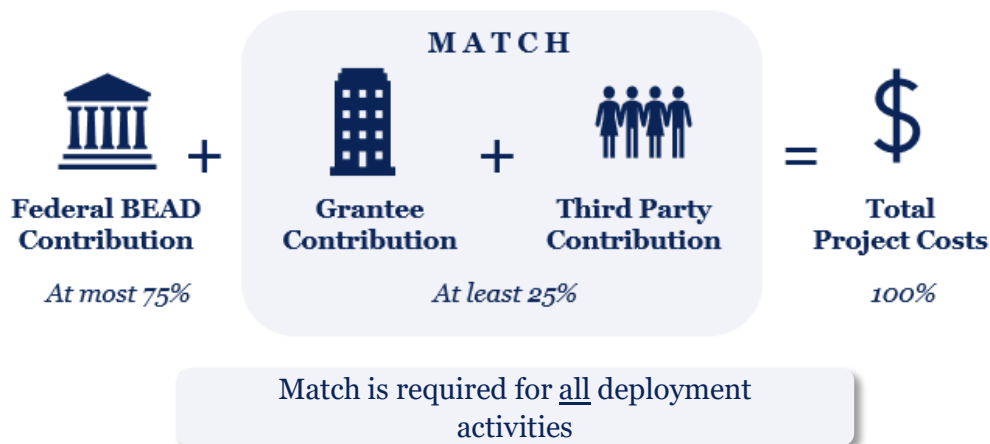 MATCH
+
+
=
$
Federal BEAD
Contribution
Grantee
Contribution
Third Party
Contribution
Total
Project Costs
At most 75%
At least 25%
100%
Match is required for all deployment
activities